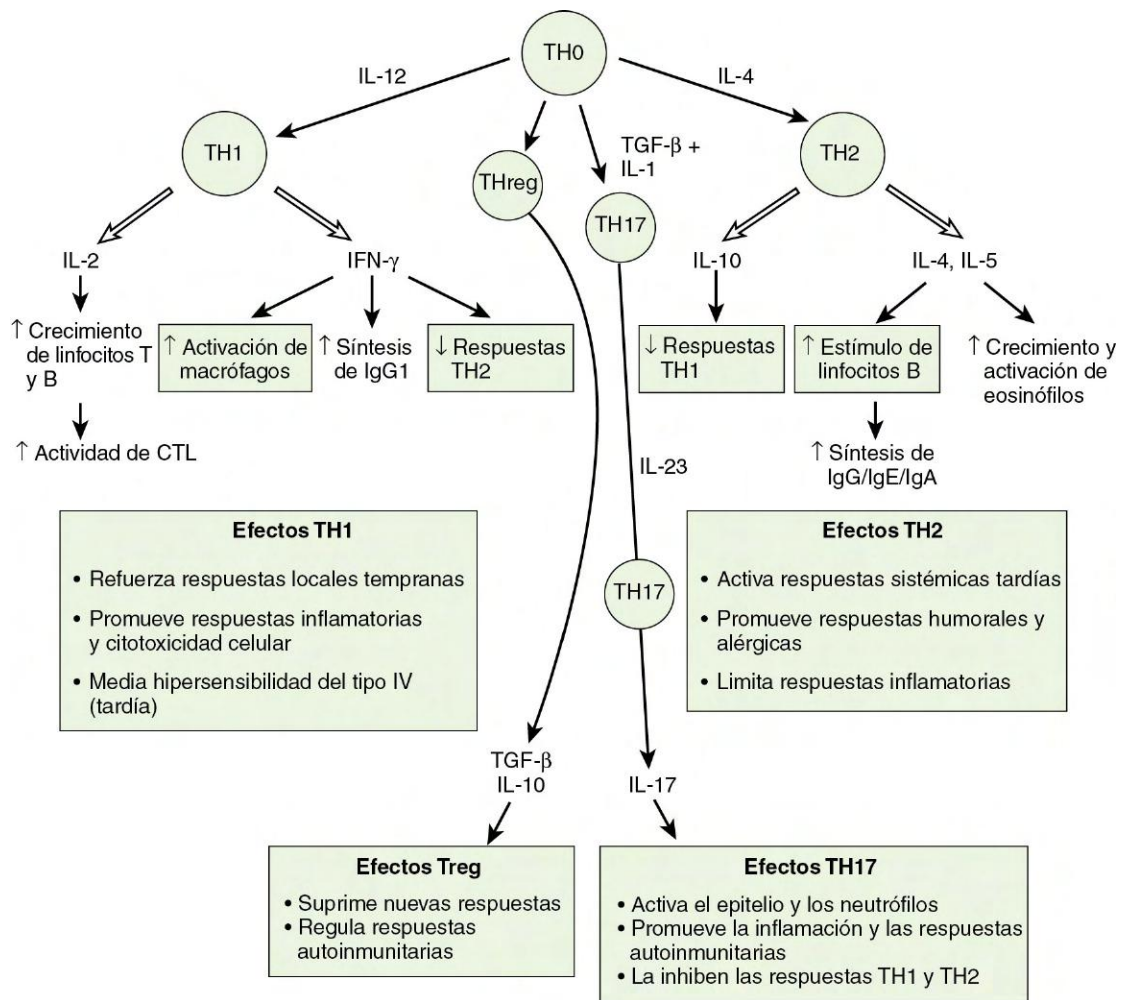 TH0
IL-12
IL-4
TH1
THreg
TGF-β +
IL-1
TH17
TH2
IL-2
IFN-γ
IL-10
IL-4, IL-5
↑ Crecimiento
de linfocitos T
y B
↑ Activación de
macrófagos
↑ Síntesis
de IgG1
↓ Respuestas
TH2
↓ Respuestas
TH1
↑ Estímulo de
linfocitos B
↑ Crecimiento y
activación de
eosinófilos
↑ Actividad de CTL
IL-23
↑ Síntesis de
IgG/IgE/IgA
Efectos TH1
• Refuerza respuestas locales tempranas
• Promueve respuestas inflamatorias
y citotoxicidad celular
• Media hipersensibilidad del tipo IV
(tardía)
TH17
Efectos TH2
• Activa respuestas sistémicas tardías
• Promueve respuestas humorales y
alérgicas
• Limita respuestas inflamatorias
TGF-β
IL-10
IL-17
Efectos Treg
• Suprime nuevas respuestas
• Regula respuestas
autoinmunitarias
Efectos TH17
• Activa el epitelio y los neutrófilos
• Promueve la inflamación y las respuestas
autoinmunitarias
• La inhiben las respuestas TH1 y TH2